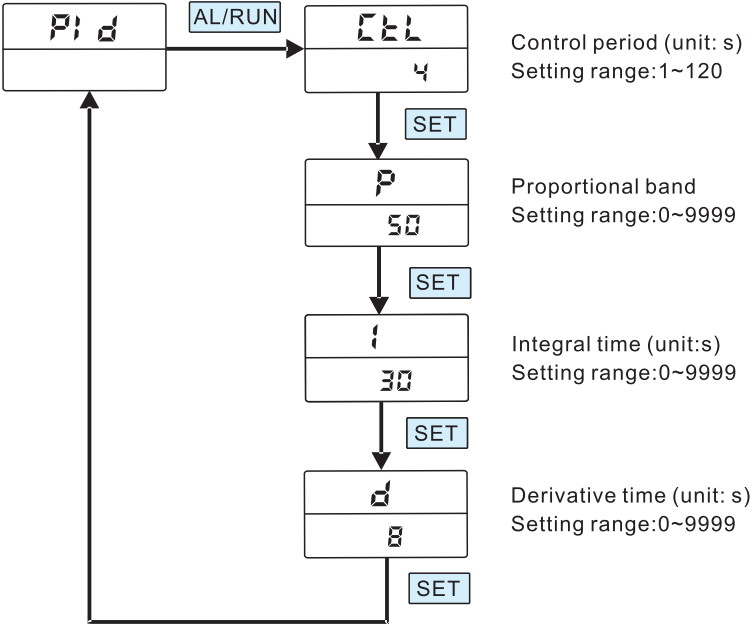 PId
AL/RUN
CtL
4
Control period (unit: s)
Setting range:1~120
SET
P
50
Proportional band
Setting range:0~9999
SET
I
30
Integral time (unit:s)
Setting range:0~9999
SET
d
8
Derivative time (unit: s)
Setting range:0~9999
SET